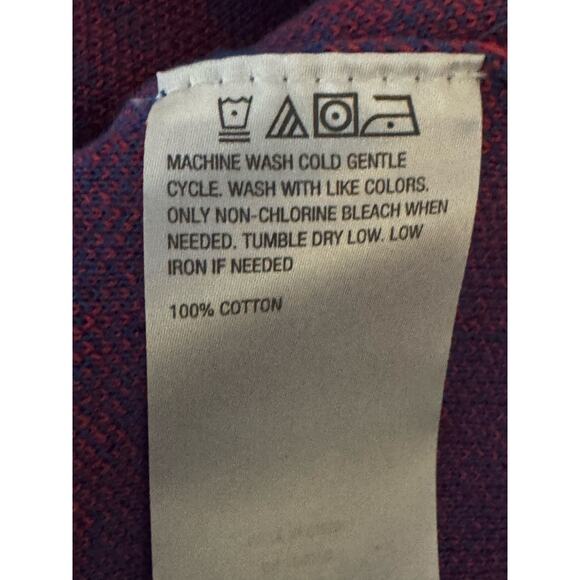 MACHINE WASH COLD GENTLE
CYCLE. WASH WITH LIKE COLORS.
ONLY NON-CHLORINE BLEACH WHEN
NEEDED. TUMBLE DRY LOW. LOW
IRON IF NEEDED
100% COTTON